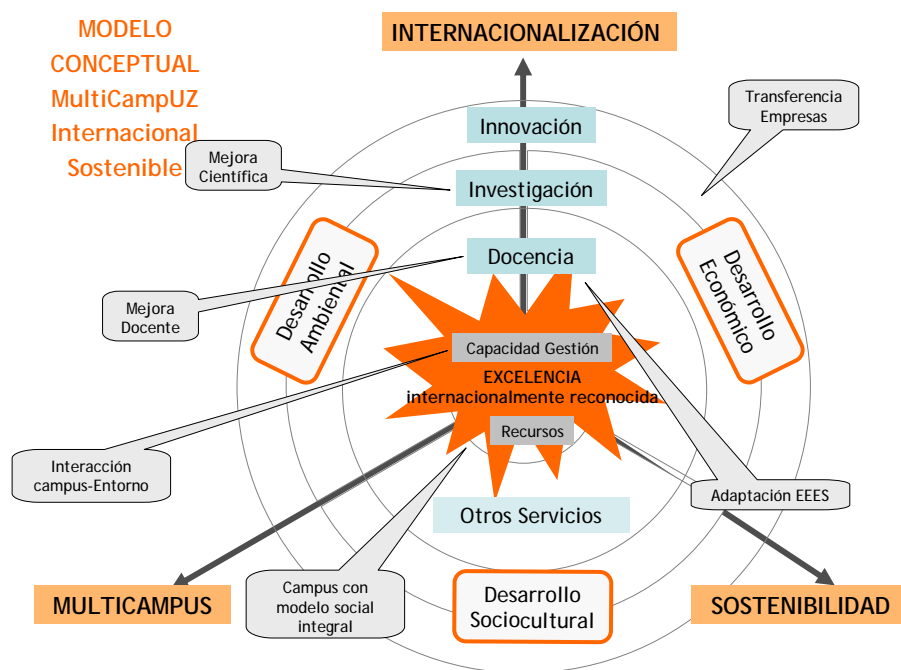 MODELO
CONCEPTUAL
MultiCampUZ
Internacional
Sostenible
INTERNACIONALIZACIÓN
Transferencia
Empresas
Innovación
Mejora
Científica
Investigación
Docencia
Desarrollo
Ambiental
Desarrollo
Económico
Mejora
Docente
Capacidad Gestión
EXCELENCIA
internacionalmente reconocida
Recursos
Interacción
campus-Entorno
Adaptación EEES
Otros Servicios
Campus con
modelo social
integral
Desarrollo
Sociocultural
MULTICAMPUS
SOSTENIBILIDAD